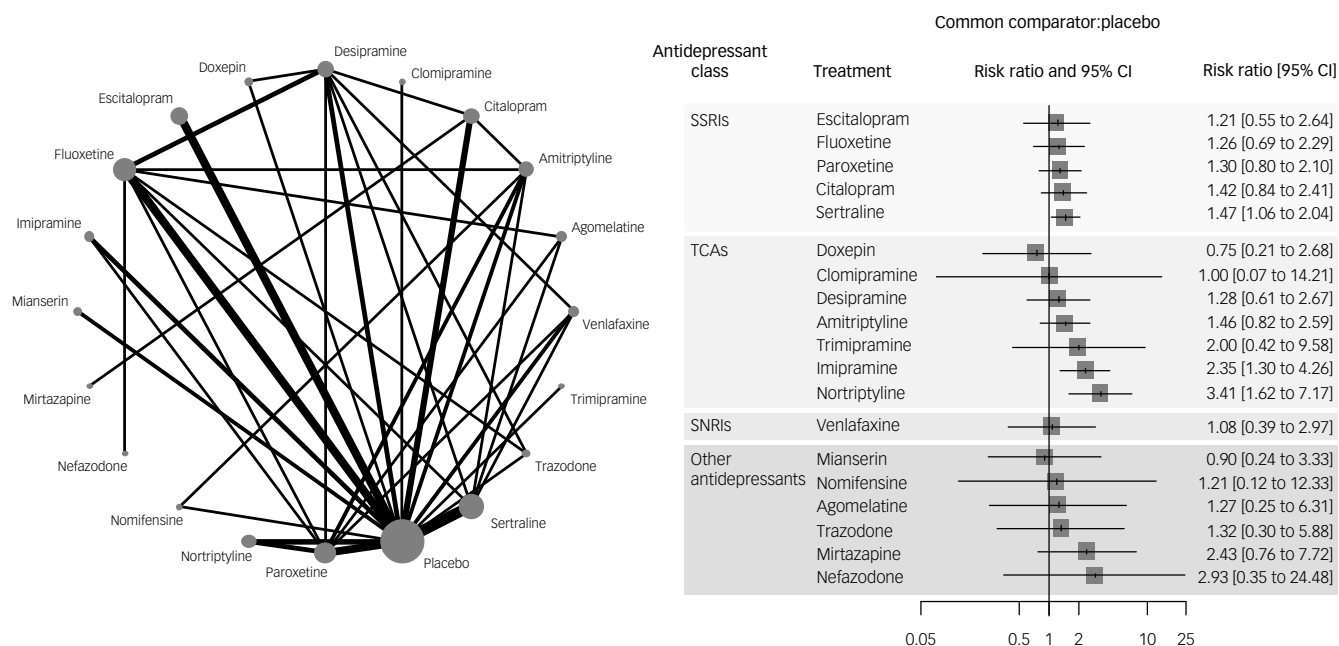 Desipramine
Doxepin
Clomipramine
Escitalopram
Citalopram
Fluoxetine
Amitriptyline
Imipramine
Agomelatine
Mianserin
Venlafaxine
Mirtazapine
Trimipramine
Nefazodone
Trazodone
Nomifensine
Sertraline
Nortriptyline
Paroxetine
Placebo
Common comparator:placebo
Antidepressant
class
Treatment
Risk ratio and 95% CI
Risk ratio [95% CI]
SSRIs
Escitalopram 1.21 [0.55 to 2.64]
Fluoxetine 1.26 [0.69 to 2.29]
Paroxetine 1.30 [0.80 to 2.10]
Citalopram 1.42 [0.84 to 2.41]
Sertraline 1.47 [1.06 to 2.04]
TCAs
Doxepin 0.75 [0.21 to 2.68]
Clomipramine 1.00 [0.07 to 14.21]
Desipramine 1.28 [0.61 to 2.67]
Amitriptyline 1.46 [0.82 to 2.59]
Trimipramine 2.00 [0.42 to 9.58]
Imipramine 2.35 [1.30 to 4.26]
Nortriptyline 3.41 [1.62 to 7.17]
SNRIs
Venlafaxine 1.08 [0.39 to 2.97]
Other
antidepressants
Mianserin 0.90 [0.24 to 3.33]
Nomifensine 1.21 [0.12 to 12.33]
Agomelatine 1.27 [0.25 to 6.31]
Trazodone 1.32 [0.30 to 5.88]
Mirtazapine 2.43 [0.76 to 7.72]
Nefazodone 2.93 [0.35 to 24.48]
0.05 0.5 1 2 10 25